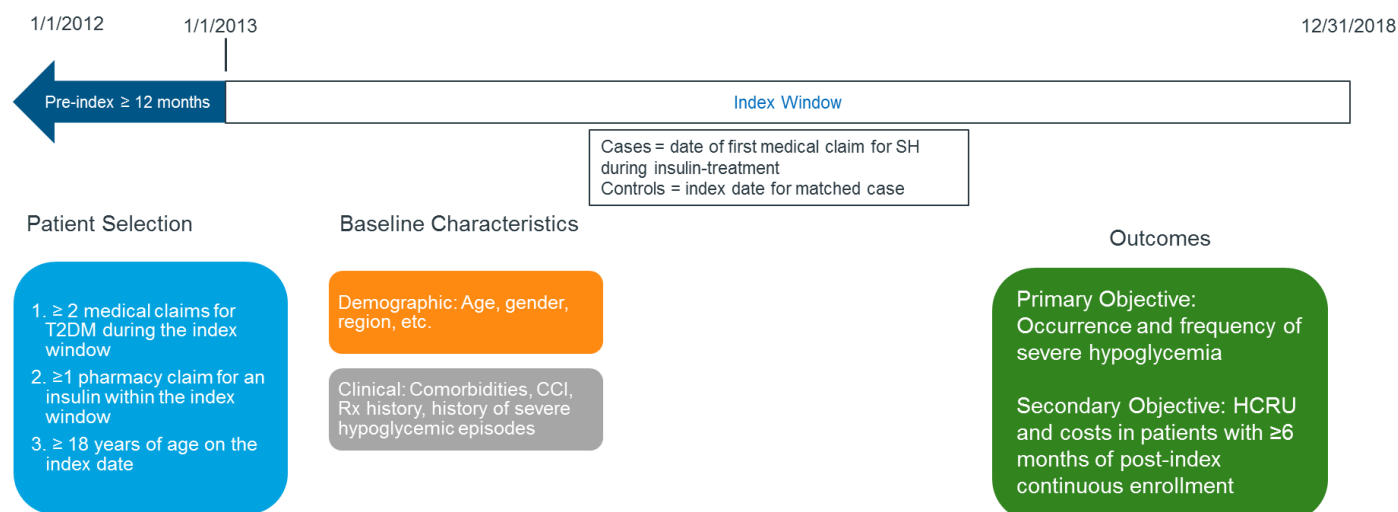 1/1/2012
1/1/2013
12/31/2018
Pre-index ≥ 12 months
Index Window
Cases = date of first medical claim for SH
during insulin-treatment
Controls = index date for matched case
Patient Selection
1. ≥ 2 medical claims for
T2DM during the index
window
2. ≥1 pharmacy claim for an
insulin within the index
window
3. ≥ 18 years of age on the
index date
Baseline Characteristics
Demographic: Age, gender,
region, etc.
Clinical: Comorbidities, CCI,
Rx history, history of severe
hypoglycemic episodes
Outcomes
Primary Objective:
Occurrence and frequency of
severe hypoglycemia
Secondary Objective: HCRU
and costs in patients with ≥6
months of post-index
continuous enrollment